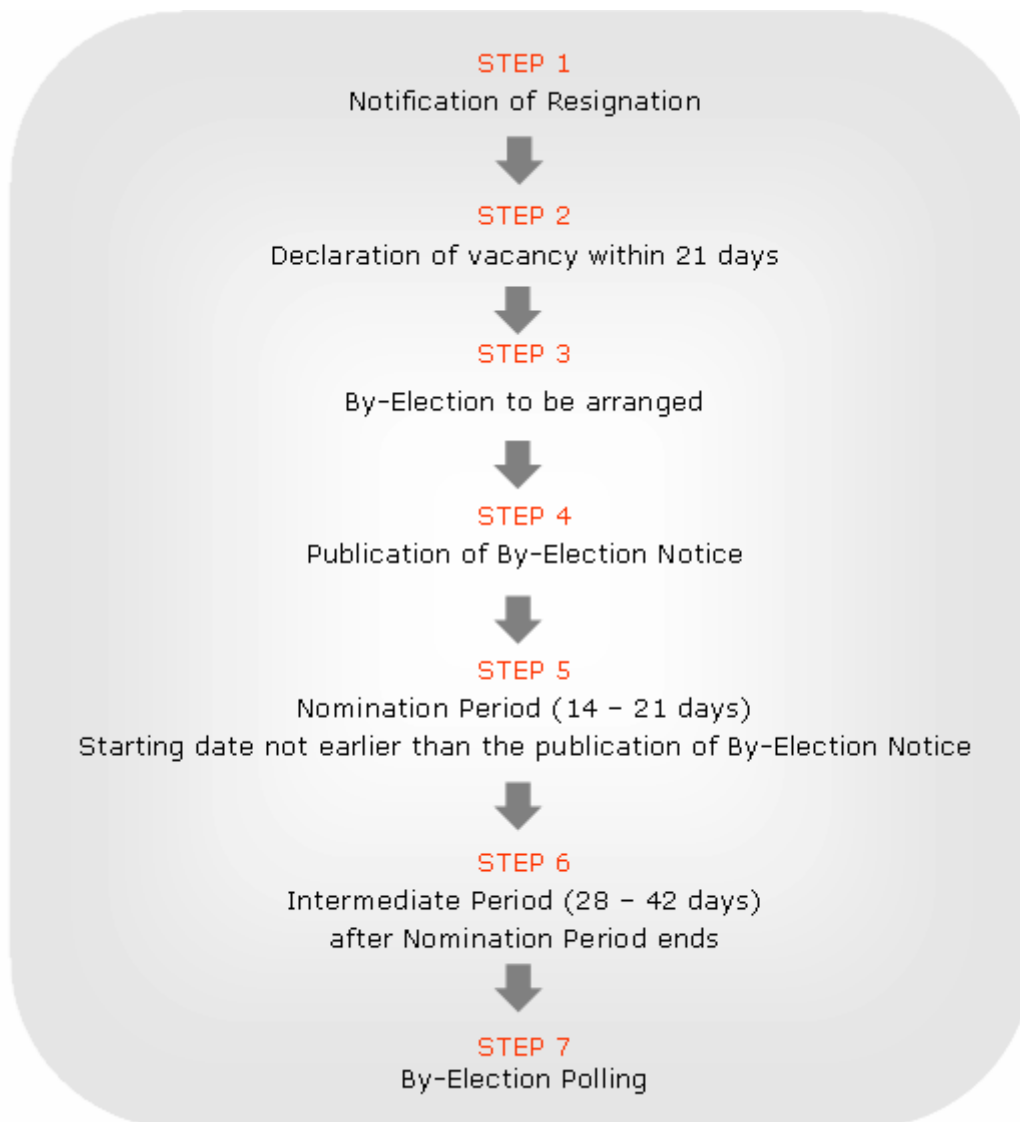 STEP 1
Notification of Resignation
STEP 2
Declaration of vacancy within 21 days
STEP 3
By-Election to be arranged
STEP 4
Publication of By-Election Notice
STEP 5
Nomination Period (14 – 21 days)
Starting date not earlier than the publication of By-Election Notice
STEP 6
Intermediate Period (28 – 42 days)
after Nomination Period ends
STEP 7
By-Election Polling